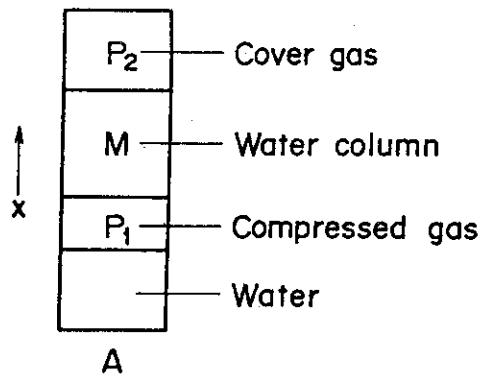 P₂ Cover gas
M Water column
x
P₁ Compressed gas
Water
A